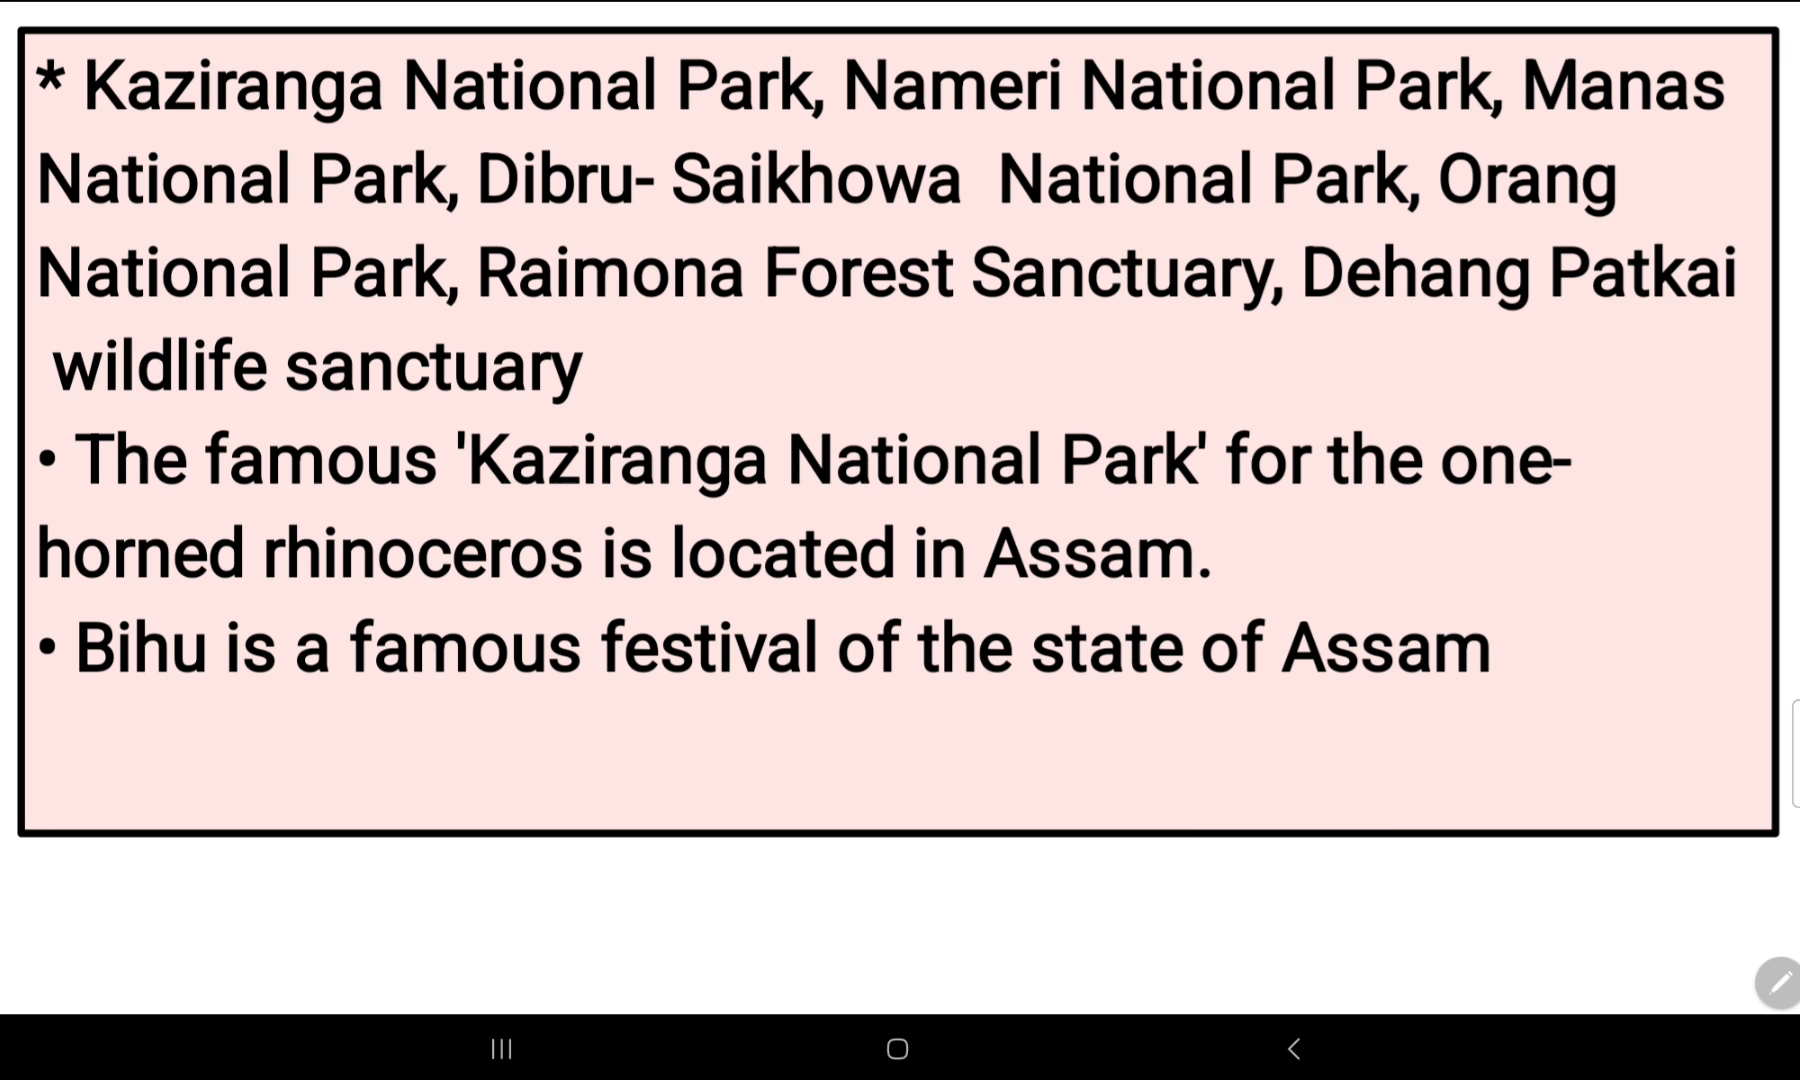 * Kaziranga National Park, Nameri National Park, Manas
National Park, Dibru- Saikhowa  National Park, Orang
National Park, Raimona Forest Sanctuary, Dehang Patkai
wildlife sanctuary
• The famous 'Kaziranga National Park' for the one-
horned rhinoceros is located in Assam.
• Bihu is a famous festival of the state of Assam